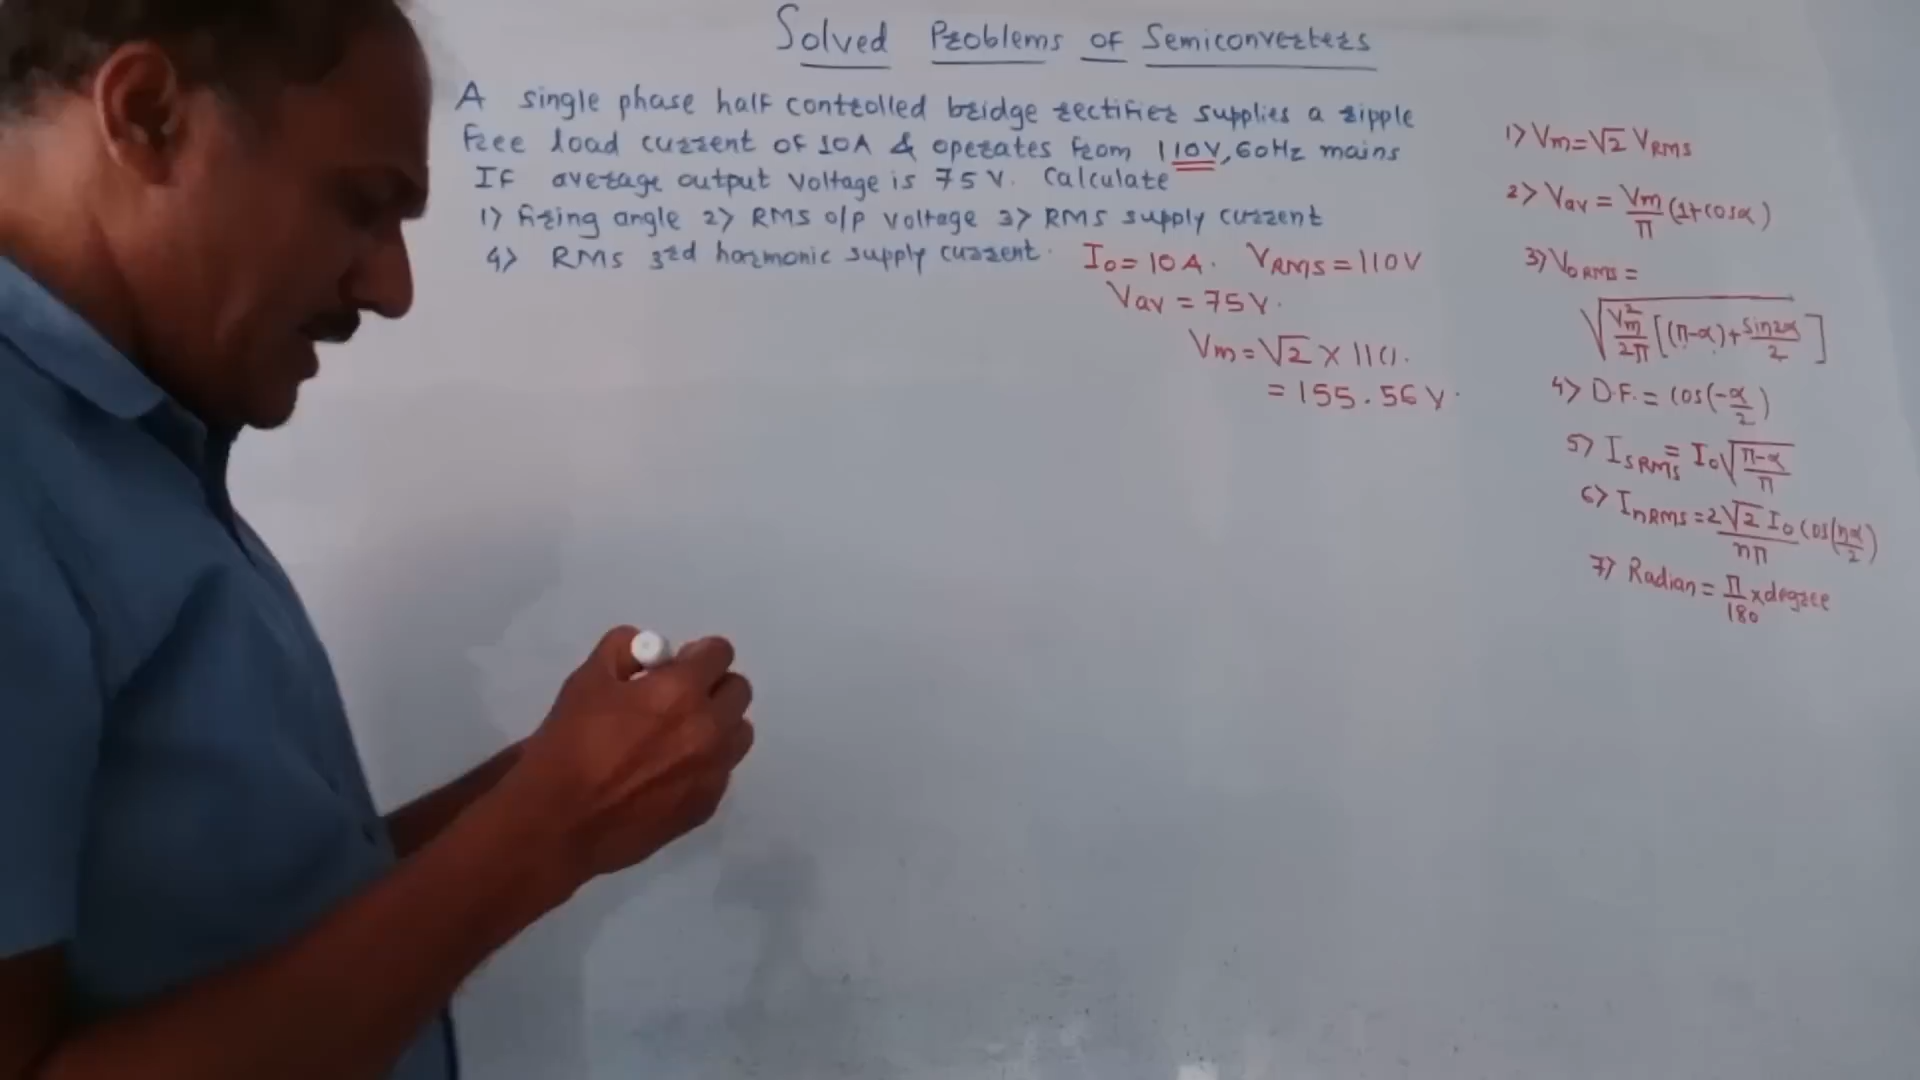 Solved Problems of Semiconverters
A single phase half controlled bridge rectifier supplies a ripple
free load current of 10A & operates from 110V, 60Hz mains
If average output voltage is 75V. Calculate
1) firing angle 2) RMS o/p voltage 3) RMS supply current
4) RMS 3rd harmonic supply current.
I₀ = 10A. V_RMS = 110V
Vav = 75V.
Vm = √2 × 110.
= 155.56V.
1) Vm = √2 V_RMS
2) Vav = Vm/π (1+cosα)
3) V₀RMS =
√(Vm²/2π [(π-α) + sin2α/2])
4) D.F. = cos(-α/2)
5) I_SRMS = I₀√((π-α)/π)
6) InRMS = 2√2 I₀/nπ cos(nα/2)
7) Radian = π/180 × degree